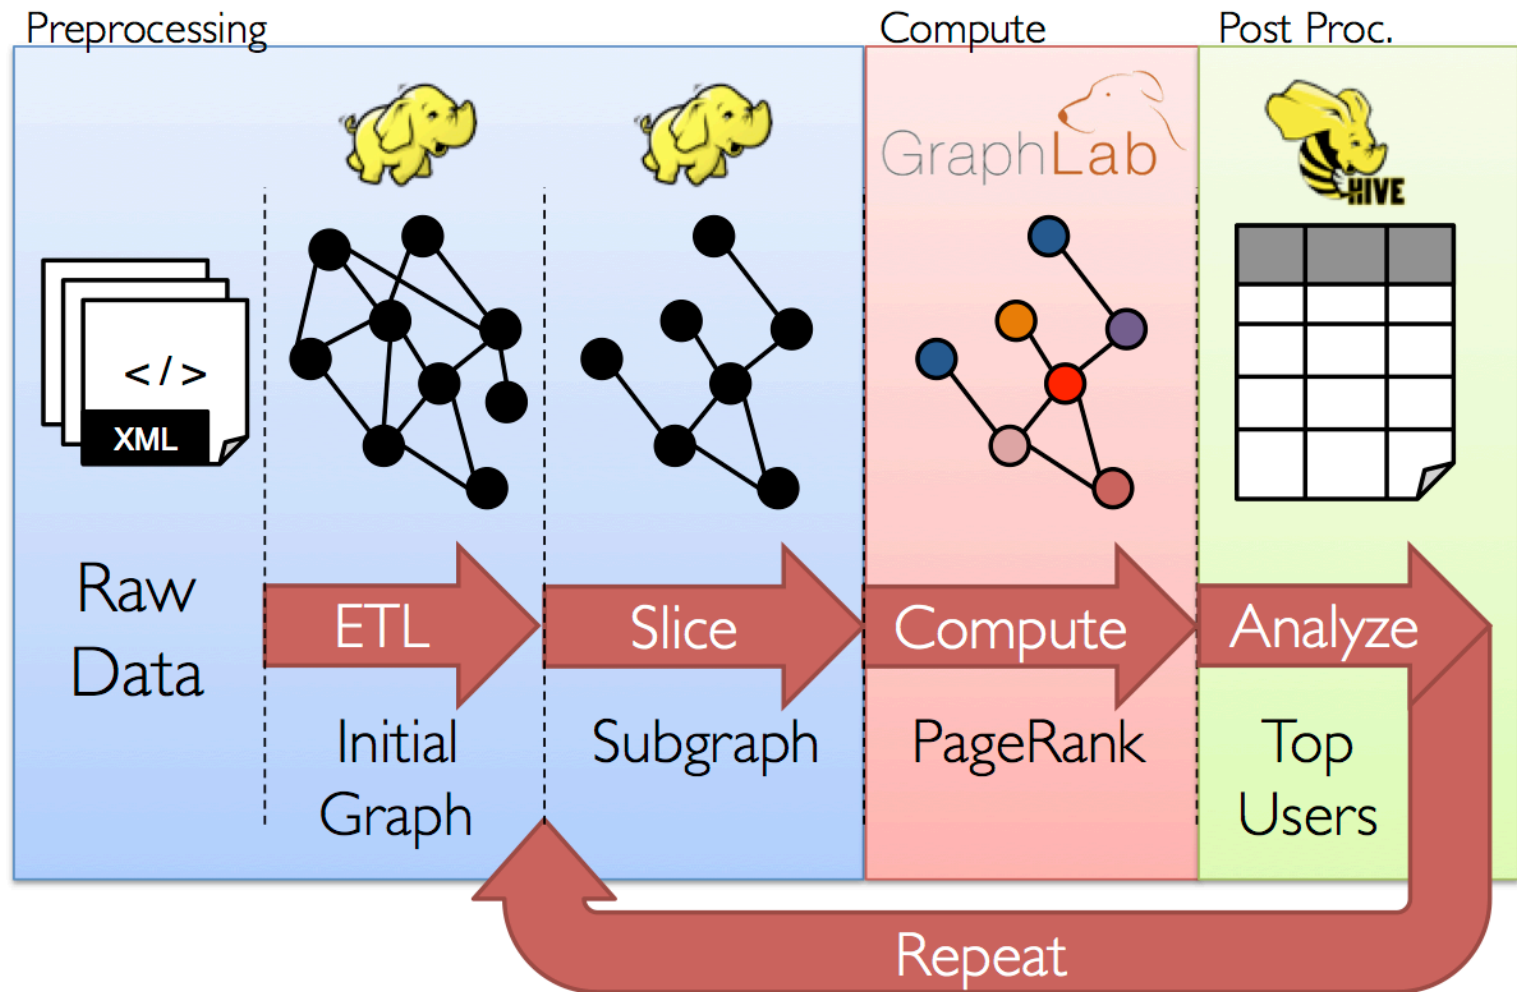 Preprocessing
Compute
Post Proc.
GraphLab
HIVE
</>
XML
Raw
Data
ETL
Slice
Compute
Analyze
Initial
Graph
Subgraph
PageRank
Top
Users
Repeat